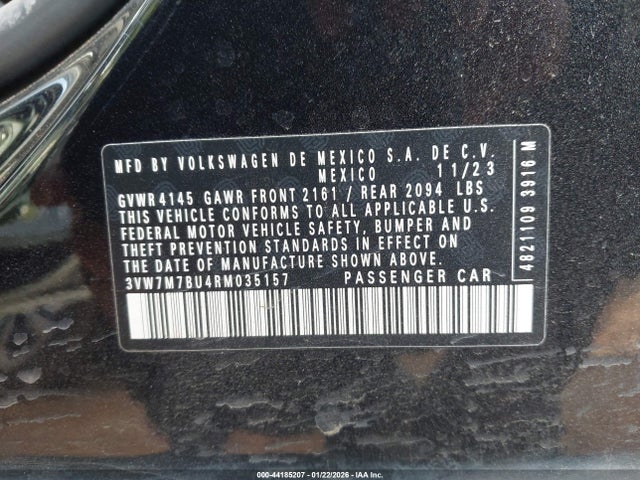 MFD BY VOLKSWAGEN DE MEXICO S.A. DE C.V.
MEXICO 11/23
GVWR 4145 GAWR FRONT 2161 / REAR 2094 LBS
THIS VEHICLE CONFORMS TO ALL APPLICABLE U.S.
FEDERAL MOTOR VEHICLE SAFETY, BUMPER AND
THEFT PREVENTION STANDARDS IN EFFECT ON
THE DATE OF MANUFACTURE SHOWN ABOVE.
3VW7M7BU4RM035157 PASSENGER CAR
4821109 3916 M
000-44185207 - 01/22/2026 - IAA Inc.